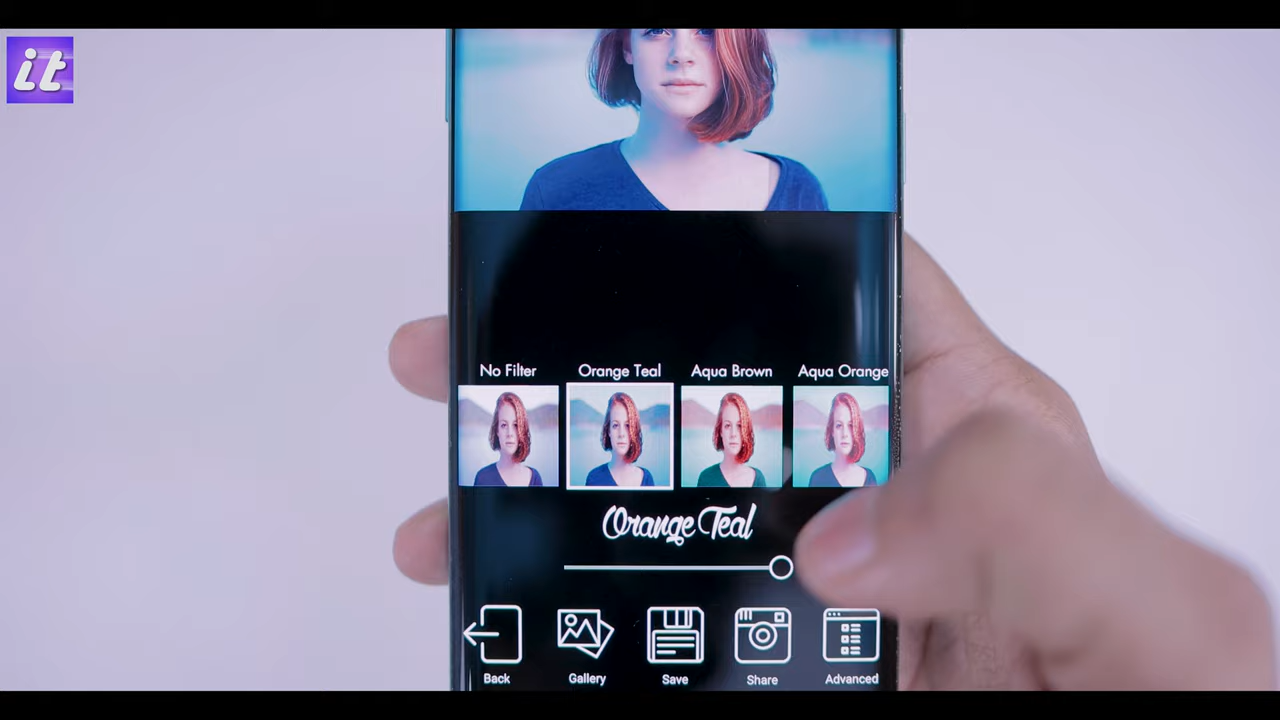 it
No Filter
Orange Teal
Aqua Brown
Aqua Orange
Orange Teal
Back
Gallery
Save
Share
Advanced